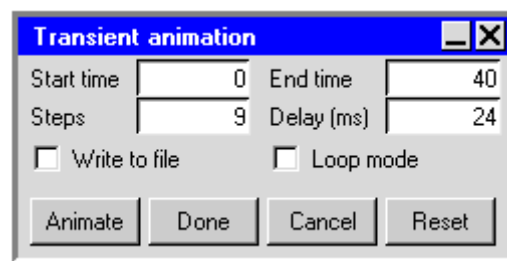 Transient animation
Start time 0 End time 40
Steps 9 Delay (ms) 24
Write to file Loop mode
Animate Done Cancel Reset